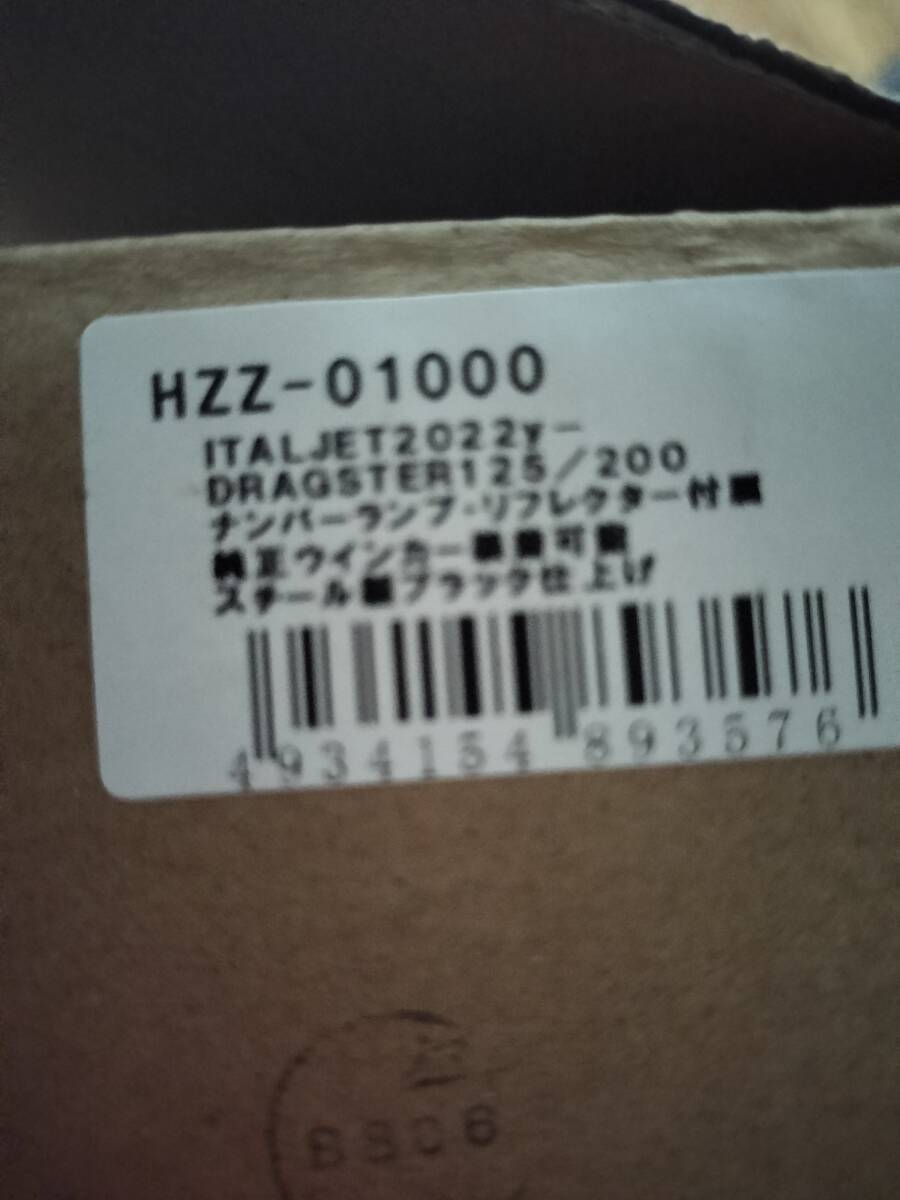 HZZ-01000
ITALJET2022y-
DRAGSTER125/200
ナンバーランプ・リフレクター付属
純正ウインカー装着可能
スチール製ブラック仕上げ
4934154 893576